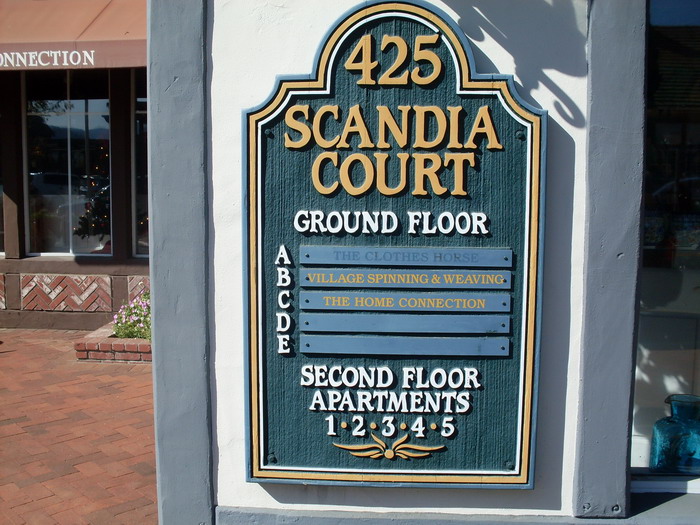 ONNECTION
425
SCANDIA
COURT
GROUND FLOOR
A THE CLOTHES HORSE
B VILLAGE SPINNING & WEAVING
C THE HOME CONNECTION
D
E
SECOND FLOOR
APARTMENTS
1·2·3·4·5